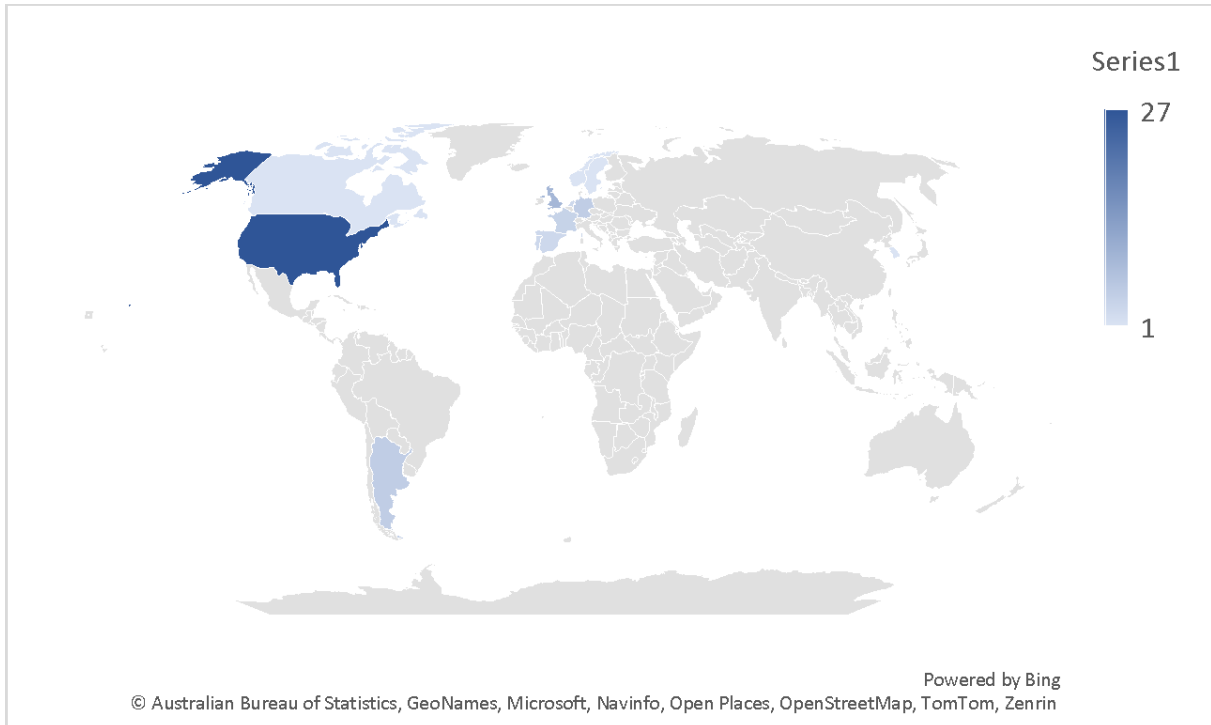 Series1
27
1
Powered by Bing
© Australian Bureau of Statistics, GeoNames, Microsoft, Navinfo, Open Places, OpenStreetMap, TomTom, Zenrin